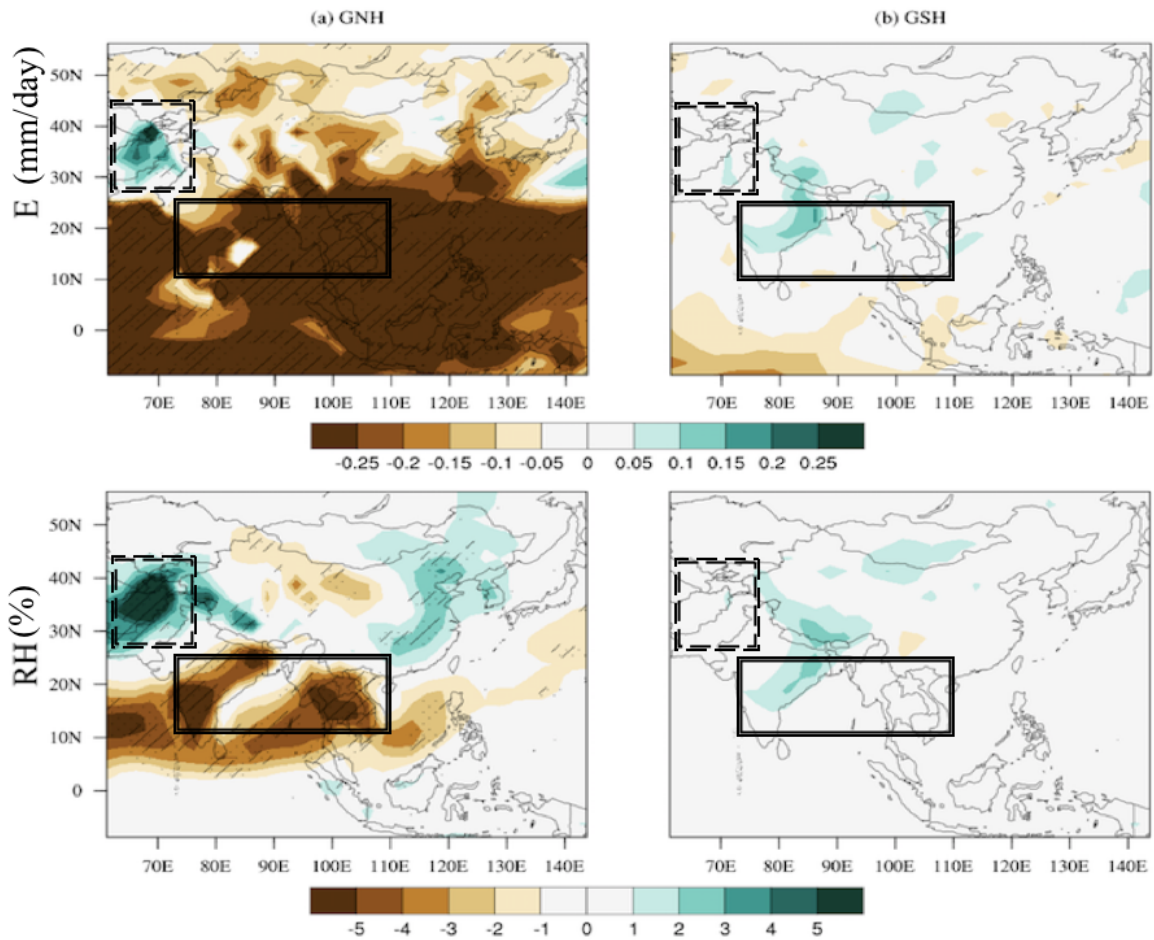 (a) GNH
(b) GSH
E (mm/day)
50N
40N
30N
20N
10N
0
70E 80E 90E 100E 110E 120E 130E 140E
70E 80E 90E 100E 110E 120E 130E 140E
-0.25 -0.2 -0.15 -0.1 -0.05 0 0.05 0.1 0.15 0.2 0.25
RH (%)
50N
40N
30N
20N
10N
0
70E 80E 90E 100E 110E 120E 130E 140E
70E 80E 90E 100E 110E 120E 130E 140E
-5 -4 -3 -2 -1 0 1 2 3 4 5